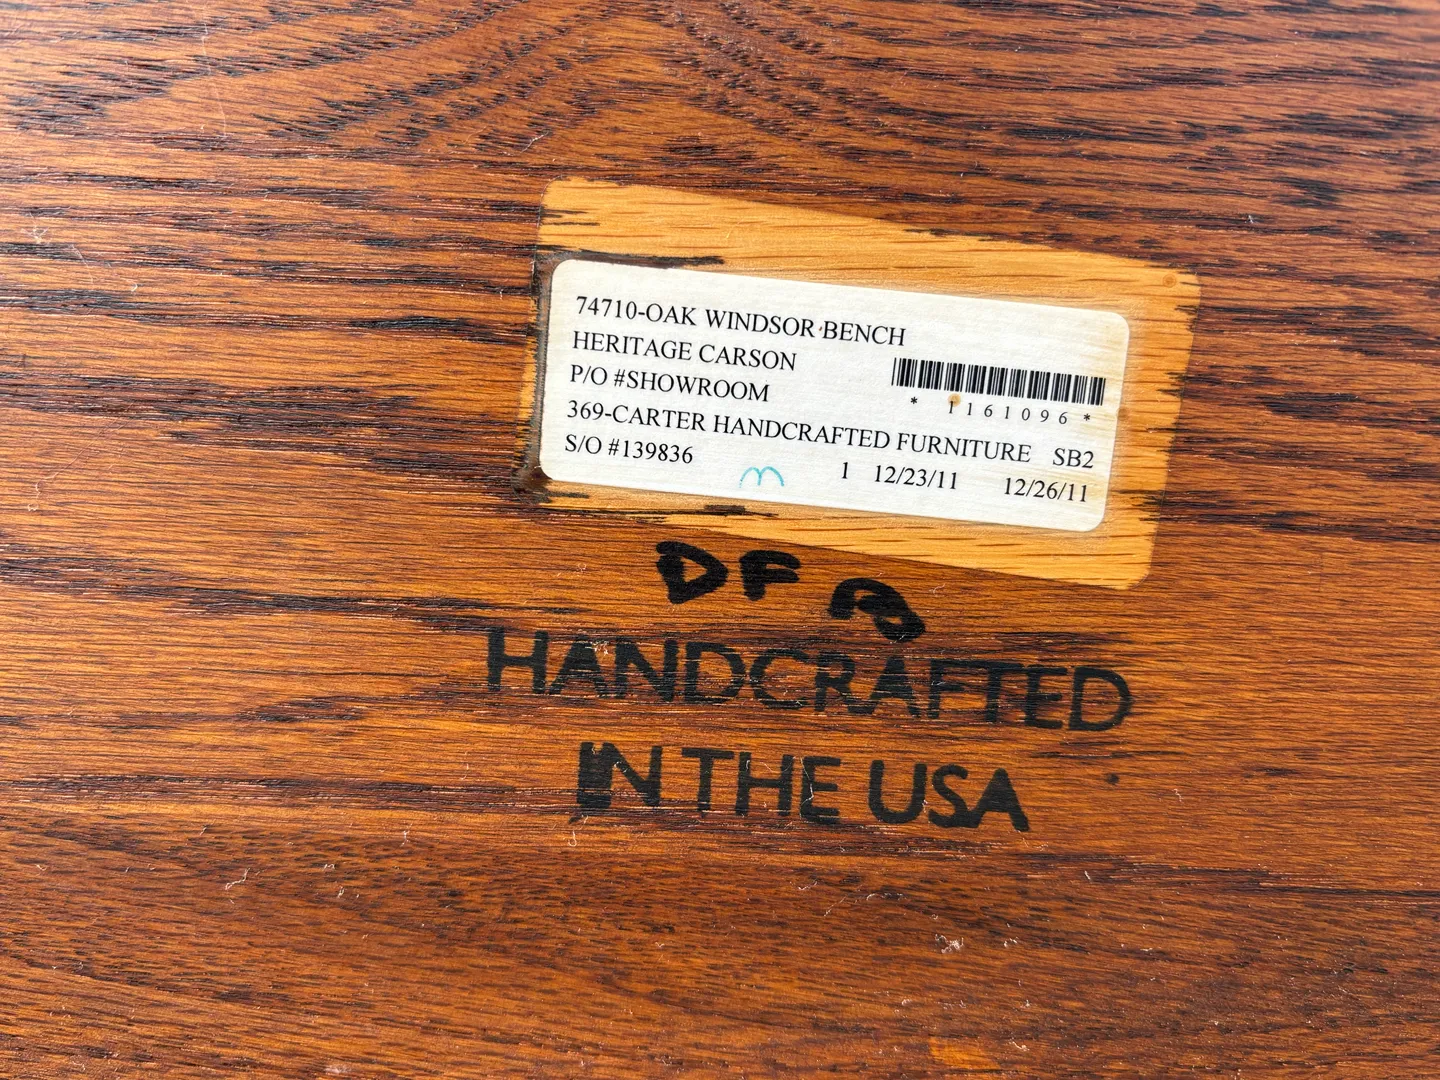 74710-OAK WINDSOR BENCH
HERITAGE CARSON
P/O #SHOWROOM
* 1161096 *
369-CARTER HANDCRAFTED FURNITURE SB2
S/O #139836 1 12/23/11 12/26/11
DF
HANDCRAFTED
IN THE USA